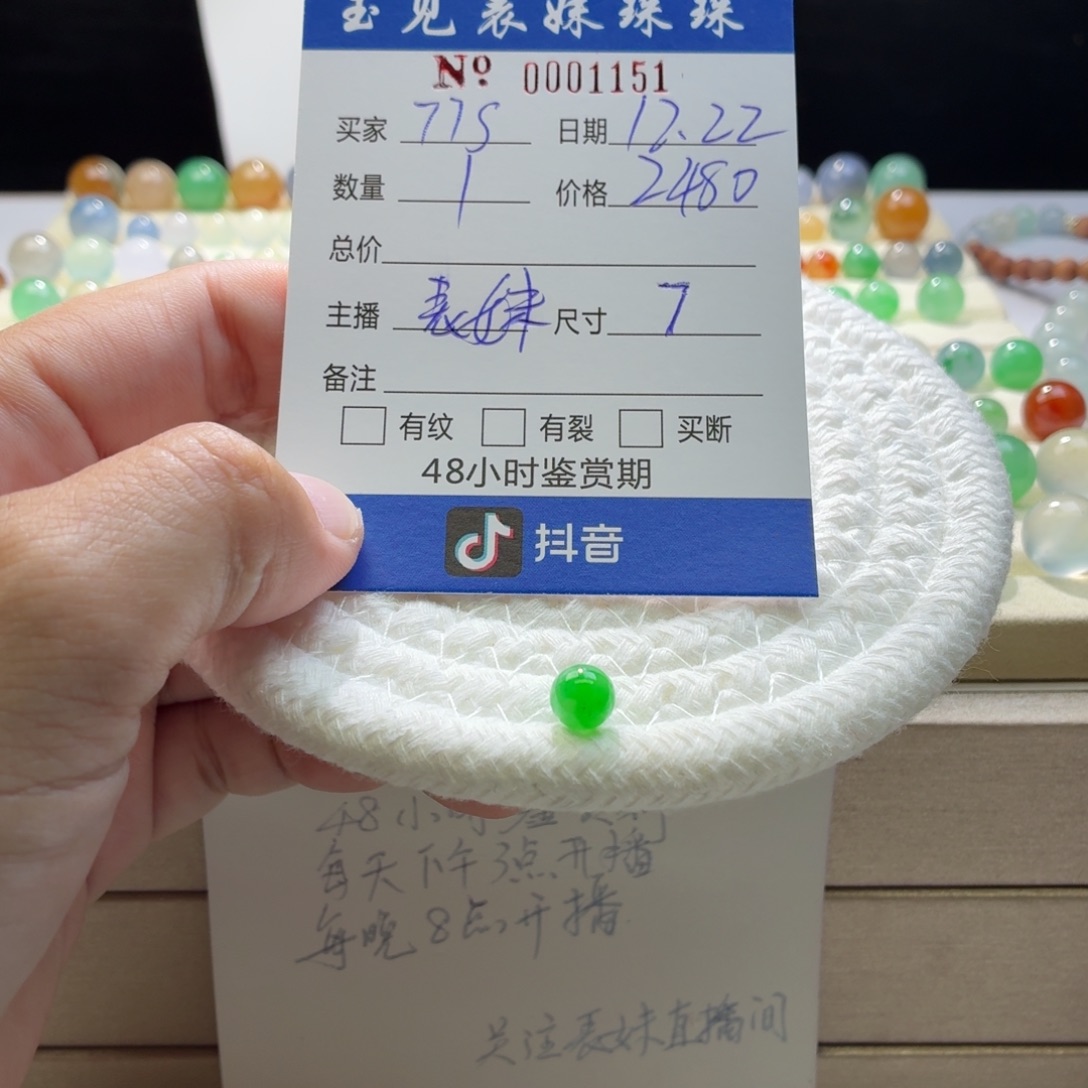 玉见表妹珠珠
Nº 0001151
买家 775 日期 12.22
数量 1 价格 2480
总价
主播 表妹 尺寸 7
备注
有纹 有裂 买断
48小时鉴赏期
抖音
48小时鉴赏期
每天下午3点开播
每晚8点开播
关注表妹直播间